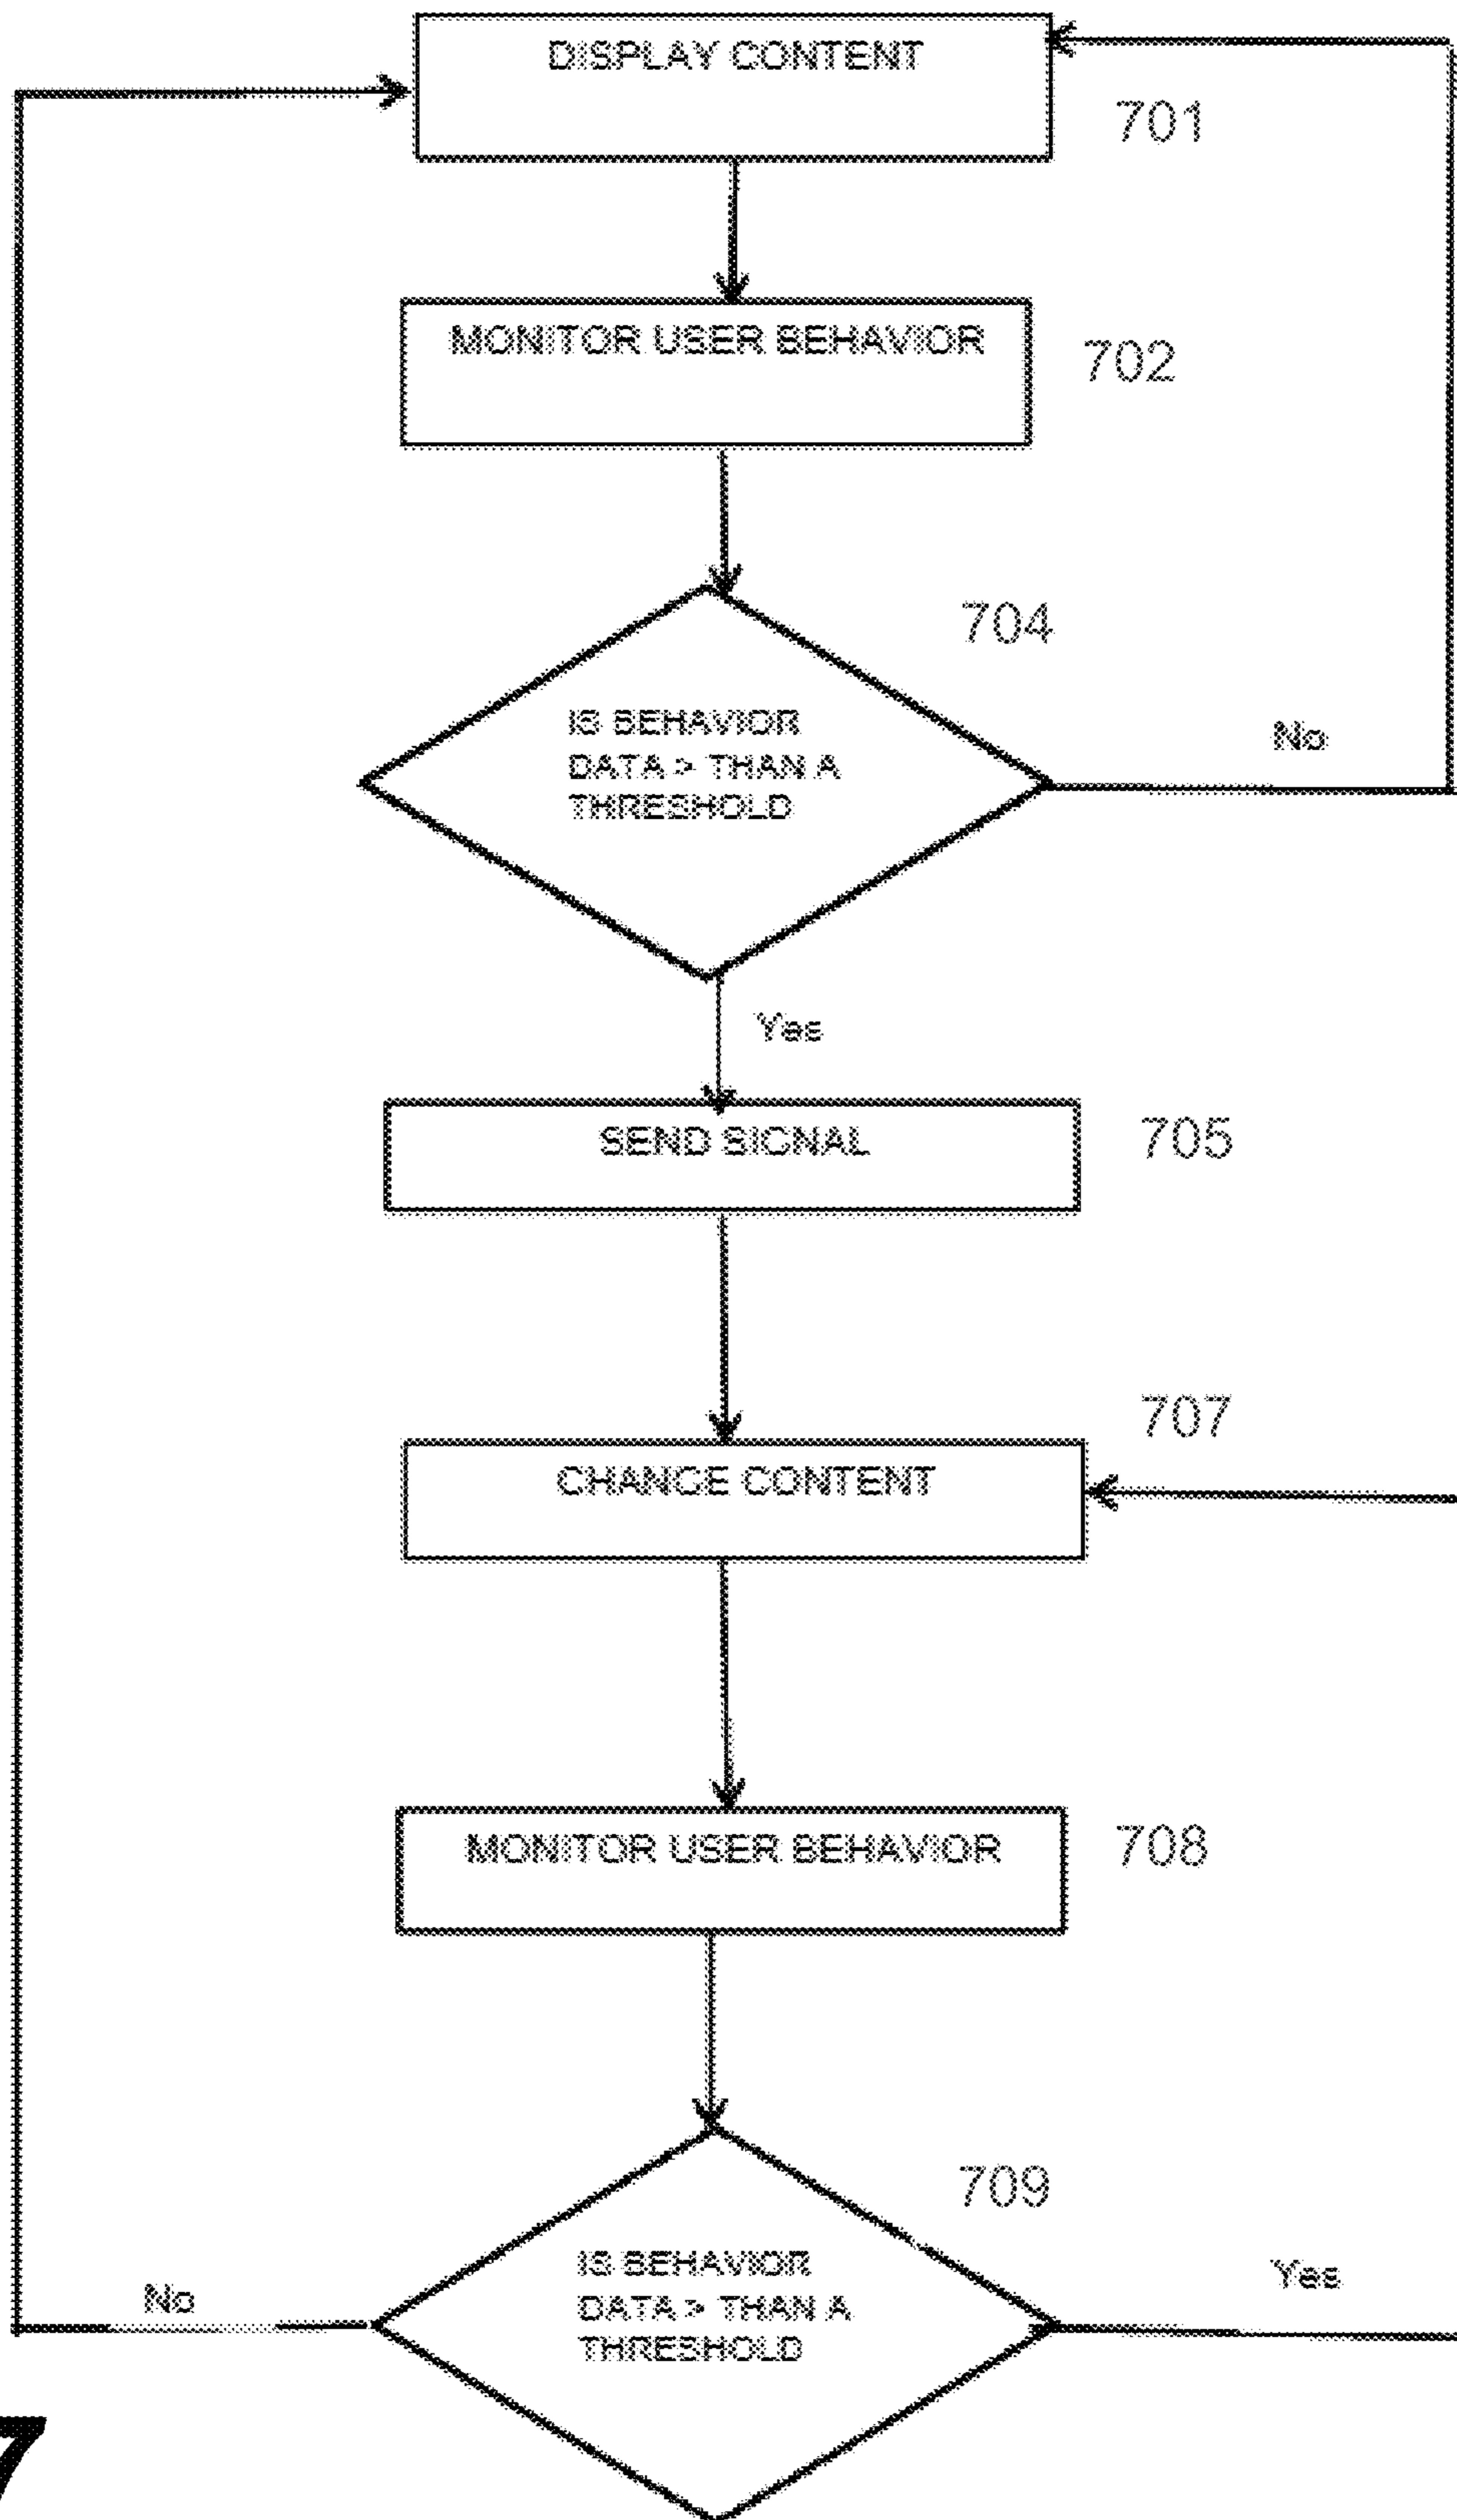 DISPLAY CONTENT
701
MONITOR USER BEHAVIOR
702
704
IS BEHAVIOR
DATA > THAN A
THRESHOLD
No
Yes
SEND SIGNAL
705
707
CHANGE CONTENT
MONITOR USER BEHAVIOR
708
709
IS BEHAVIOR
DATA > THAN A
THRESHOLD
No
Yes
7